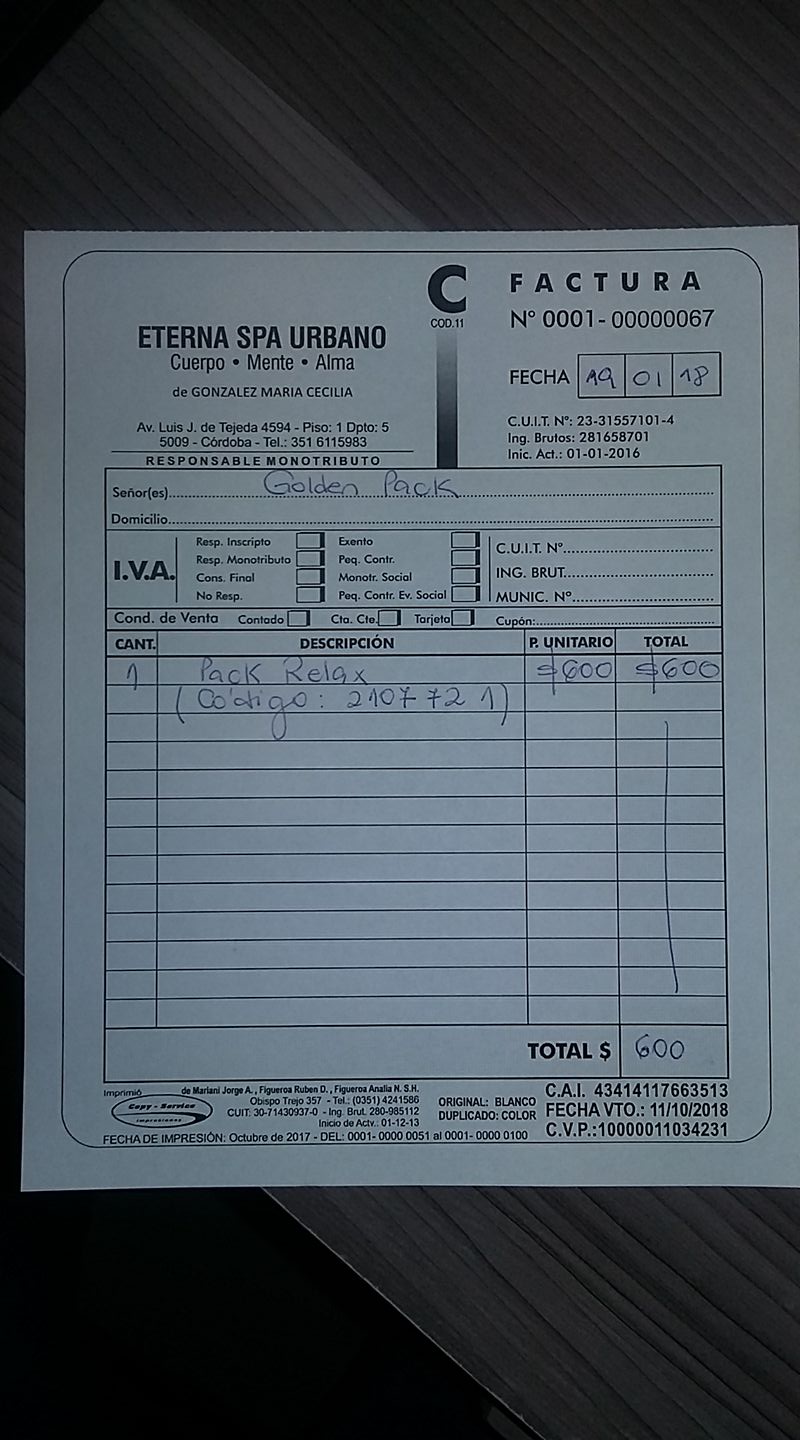 C
COD.11
FACTURA
Nº 0001-00000067
ETERNA SPA URBANO
Cuerpo • Mente • Alma
de GONZALEZ MARIA CECILIA
FECHA 19 01 18
Av. Luis J. de Tejeda 4594 - Piso: 1 Dpto: 5
5009 - Córdoba - Tel.: 351 6115983
RESPONSABLE MONOTRIBUTO
C.U.I.T. Nº: 23-31557101-4
Ing. Brutos: 281658701
Inic. Act.: 01-01-2016
Señor(es) Golden Pack
Domicilio
I.V.A.
Resp. Inscripto
Resp. Monotributo
Cons. Final
No Resp.
Exento
Peq. Contr.
Monotr. Social
Peq. Contr. Ev. Social
C.U.I.T. Nº
ING. BRUT.
MUNIC. Nº
Cond. de Venta Contado Cta. Cte. Tarjeta Cupón:
CANT. DESCRIPCIÓN P. UNITARIO TOTAL
1 Pack Relax $600 $600
(Código: 2107721)
TOTAL $ 600
Imprimió
Copy - Service
Impresiones
de Mariani Jorge A., Figueroa Ruben D., Figueroa Analia N. S.H.
Obispo Trejo 357 - Tel.: (0351) 4241586
CUIT: 30-71430937-0 - Ing. Brut. 280-985112
Inicio de Actv.: 01-12-13
FECHA DE IMPRESIÓN: Octubre de 2017 - DEL: 0001- 0000 0051 al 0001- 0000 0100
ORIGINAL: BLANCO
DUPLICADO: COLOR
C.A.I. 43414117663513
FECHA VTO.: 11/10/2018
C.V.P.:10000011034231